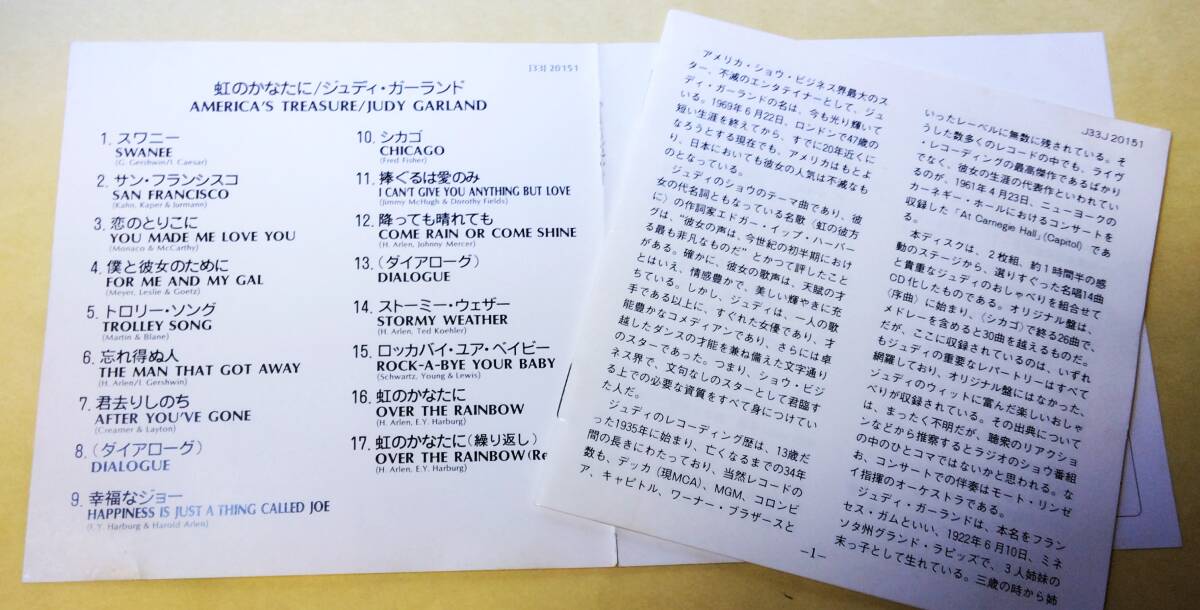 J33J 20151
虹のかなたに/ジュディ・ガーランド
AMERICA'S TREASURE/JUDY GARLAND
1. スワニー
SWANEE
(G. Gershwin/I. Caesar)
2. サン・フランシスコ
SAN FRANCISCO
(Kahn, Kaper & Jurmann)
3. 恋のとりこに
YOU MADE ME LOVE YOU
(Monaco & McCarthy)
4. 僕と彼女のために
FOR ME AND MY GAL
(Meyer, Leslie & Goetz)
5. トロリー・ソング
TROLLEY SONG
(Martin & Blane)
6. 忘れ得ぬ人
THE MAN THAT GOT AWAY
(H. Arlen/I. Gershwin)
7. 君去りしのち
AFTER YOU'VE GONE
(Creamer & Layton)
8. (ダイアローグ)
DIALOGUE
9. 幸福なジョー
HAPPINESS IS JUST A THING CALLED JOE
(E.Y. Harburg & Harold Arlen)
10. シカゴ
CHICAGO
(Fred Fisher)
11. 捧ぐるは愛のみ
I CAN'T GIVE YOU ANYTHING BUT LOVE
(Jimmy McHugh & Dorothy Fields)
12. 降っても晴れても
COME RAIN OR COME SHINE
(H. Arlen, Johnny Mercer)
13. (ダイアローグ)
DIALOGUE
14. ストーミー・ウェザー
STORMY WEATHER
(H. Arlen, Ted Koehler)
15. ロッカバイ・ユア・ベイビー
ROCK-A-BYE YOUR BABY
(Schwartz, Young & Lewis)
16. 虹のかなたに
OVER THE RAINBOW
(H. Arlen, E.Y. Harburg)
17. 虹のかなたに(繰り返し)
OVER THE RAINBOW (Re
(H. Arlen, E.Y. Harburg)
アメリカ・ショウ・ビジネス界最大のス
ター、不滅のエンタテイナーとして、ジュ
ディ・ガーランドの名は、今も光り輝いて
いる。1969年6月22日、ロンドンで47歳の
短い生涯を終えてから、すでに20年近くに
なろうとする現在でも、アメリカはもとよ
り、日本においても彼女の人気は不滅なも
のとなっている。
ジュディのショウのテーマ曲であり、彼
女の代名詞ともなっている名歌〈虹の彼方
に〉の作詞家エドガー・イップ・ハーバー
グは、"彼女の声は、今世紀の初半期におけ
る最も非凡なものだ"とかつて評したこと
がある。確かに、彼女の歌声は、天賦の才
とはいえ、情感豊かで、美しい輝やきに充
ちている。しかし、ジュディは、一人の歌
手である以上に、すぐれた女優であり、才
能豊かなコメディアンであり、さらには卓
越したダンスの才能を兼ね備えた文字通り
のスターであった。つまり、ショウ・ビジ
ネス界で、文句なしのスターとして君臨す
る上での必要な資質をすべて身につけてい
た人だ。
ジュディのレコーディング歴は、13歳だ
った1935年に始まり、亡くなるまでの34年
間の長きにわたっており、当然レコードの
数も、デッカ(現MCA)、MGM、コロンビ
ア、キャピトル、ワーナー・ブラザースと
J33J 20151
いったレーベルに無数に残されている。そ
うした数多くのレコードの中でも、ライヴ
・レコーディングの最高傑作であるばかり
でなく、彼女の生涯の代表作といわれてい
るのが、1961年4月23日、ニューヨークの
カーネギー・ホールにおけるコンサートを
収録した「At Carnegie Hall」(Capitol)であ
る。
本ディスクは、2枚組、約1時間半の感
動のステージから、選りすぐった名唱14曲
と貴重なジュディのおしゃべりを組合せて
CD化したものである。オリジナル盤は、
〈序曲〉に始まり、〈シカゴ〉で終る26曲で、
メドレーを含めると30曲を越えるものだ。
だが、ここに収録されているのは、いずれ
もジュディの重要なレパートリーはすべて
網羅しており、オリジナル盤にはなかった、
ジュディのウィットに富んだ楽しいおしゃ
べりが収録されている。その出典について
は、まったく不明だが、聴衆のリアクショ
ンなどから推察するとラジオのショウ番組
の中のひとコマではないかと思われる。な
お、コンサートでの伴奏はモート・リンゼ
イ指揮のオーケストラである。
ジュディ・ガーランドは、本名をフラン
セス・ガムといい、1922年6月10日、ミネ
ソタ州グランド・ラピッズで、3人姉妹の
末っ子として生れている。三歳の時から姉
-1-